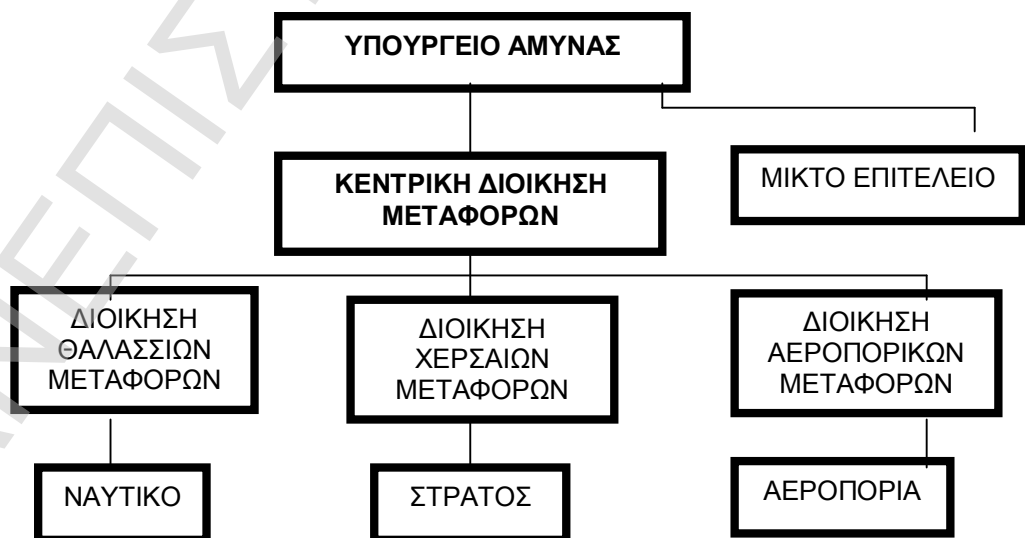 ΥΠΟΥΡΓΕΙΟ ΑΜΥΝΑΣ
ΚΕΝΤΡΙΚΗ ΔΙΟΙΚΗΣΗ
ΜΕΤΑΦΟΡΩΝ
ΜΙΚΤΟ ΕΠΙΤΕΛΕΙΟ
ΔΙΟΙΚΗΣΗ
ΘΑΛΑΣΣΙΩΝ
ΜΕΤΑΦΟΡΩΝ
ΔΙΟΙΚΗΣΗ
ΧΕΡΣΑΙΩΝ
ΜΕΤΑΦΟΡΩΝ
ΔΙΟΙΚΗΣΗ
ΑΕΡΟΠΟΡΙΚΩΝ
ΜΕΤΑΦΟΡΩΝ
ΝΑΥΤΙΚΟ
ΣΤΡΑΤΟΣ
ΑΕΡΟΠΟΡΙΑ